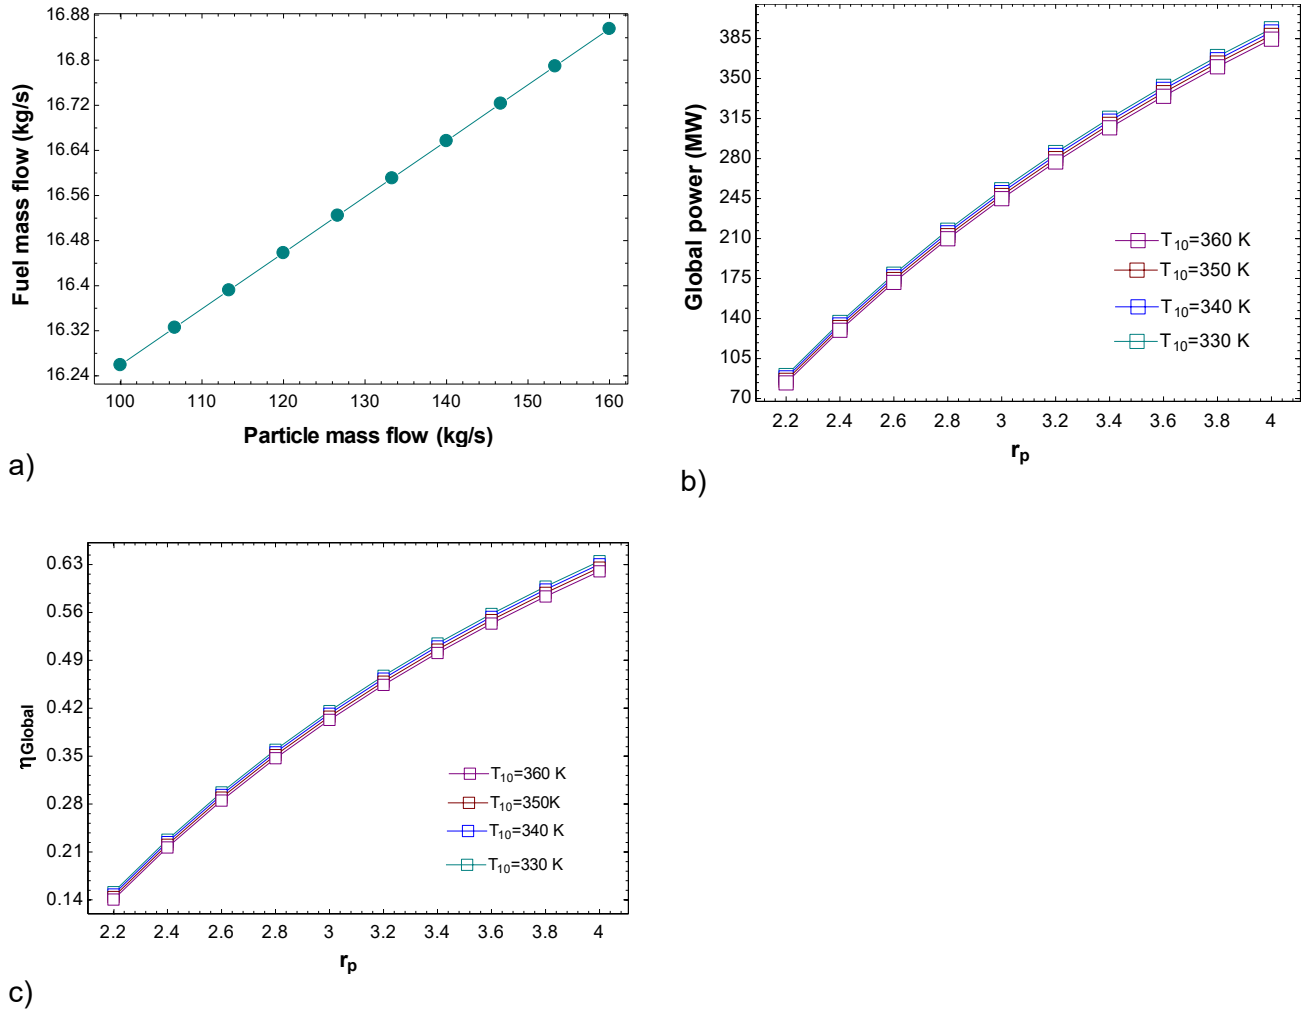 16.88
16.8
16.72
16.64
16.56
16.48
16.4
16.32
16.24
Fuel mass flow (kg/s)
100 110 120 130 140 150 160
Particle mass flow (kg/s)
a)
385
350
315
280
245
210
175
140
105
70
Global power (MW)
T10=360 K
T10=350 K
T10=340 K
T10=330 K
2.2 2.4 2.6 2.8 3 3.2 3.4 3.6 3.8 4
rp
b)
0.63
0.56
0.49
0.42
0.35
0.28
0.21
0.14
ηGlobal
T10=360 K
T10=350K
T10=340 K
T10=330 K
2.2 2.4 2.6 2.8 3 3.2 3.4 3.6 3.8 4
rp
c)